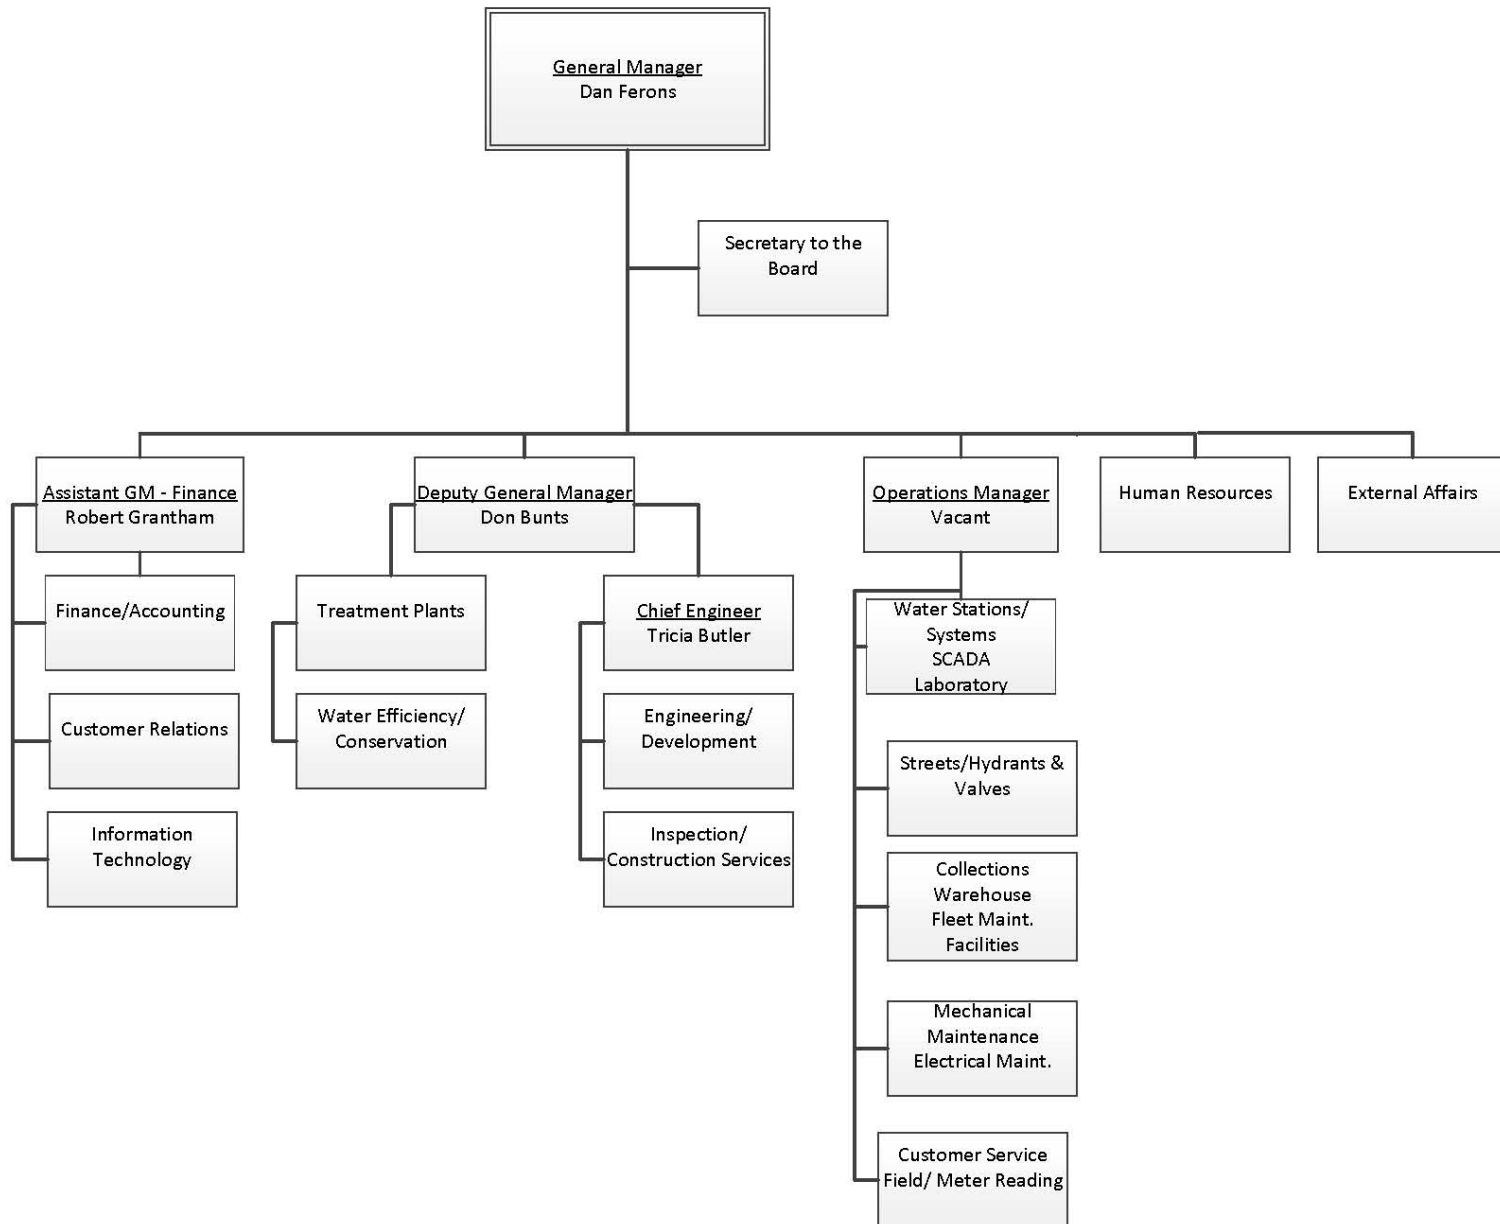 General Manager
Dan Ferons
Secretary to the
Board
Assistant GM - Finance
Robert Grantham
Deputy General Manager
Don Bunts
Operations Manager
Vacant
Human Resources
External Affairs
Finance/Accounting
Customer Relations
Information
Technology
Treatment Plants
Water Efficiency/
Conservation
Chief Engineer
Tricia Butler
Engineering/
Development
Inspection/
Construction Services
Water Stations/
Systems
SCADA
Laboratory
Streets/Hydrants &
Valves
Collections
Warehouse
Fleet Maint.
Facilities
Mechanical
Maintenance
Electrical Maint.
Customer Service
Field/ Meter Reading